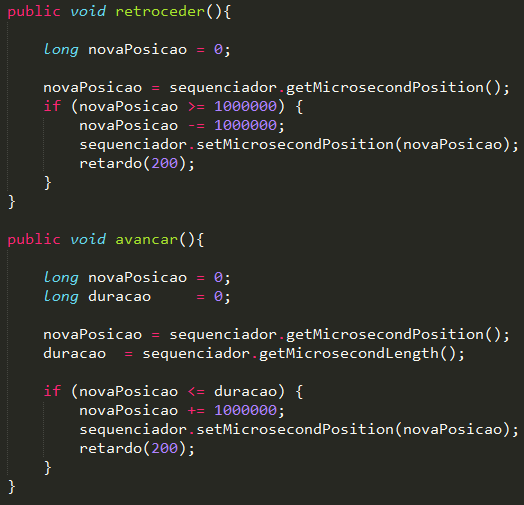 public void retroceder(){
long novaPosicao = 0;
novaPosicao = sequenciador.getMicrosecondPosition();
if (novaPosicao >= 1000000) {
novaPosicao -= 1000000;
sequenciador.setMicrosecondPosition(novaPosicao);
retardo(200);
}
}
public void avancar(){
long novaPosicao = 0;
long duracao     = 0;
novaPosicao = sequenciador.getMicrosecondPosition();
duracao  = sequenciador.getMicrosecondLength();
if (novaPosicao <= duracao) {
novaPosicao += 1000000;
sequenciador.setMicrosecondPosition(novaPosicao);
retardo(200);
}
}